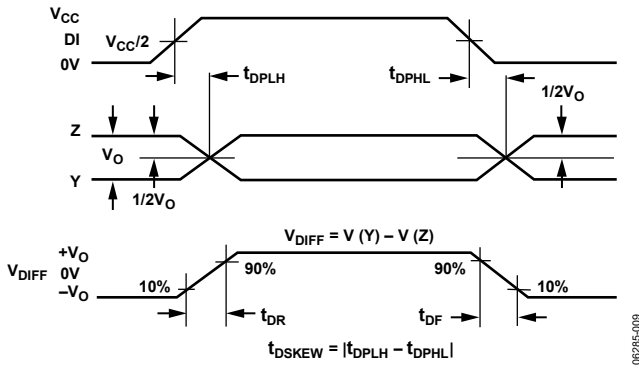 VCC
DI
VCC/2
0V
tDPLH
tDPHL
1/2VO
Z
VO
Y
1/2VO
VDIFF = V (Y) – V (Z)
+VO
VDIFF
0V
–VO
10%
90%
90%
10%
tDR
tDF
tDSKEW = |tDPLH – tDPHL|
06285-009